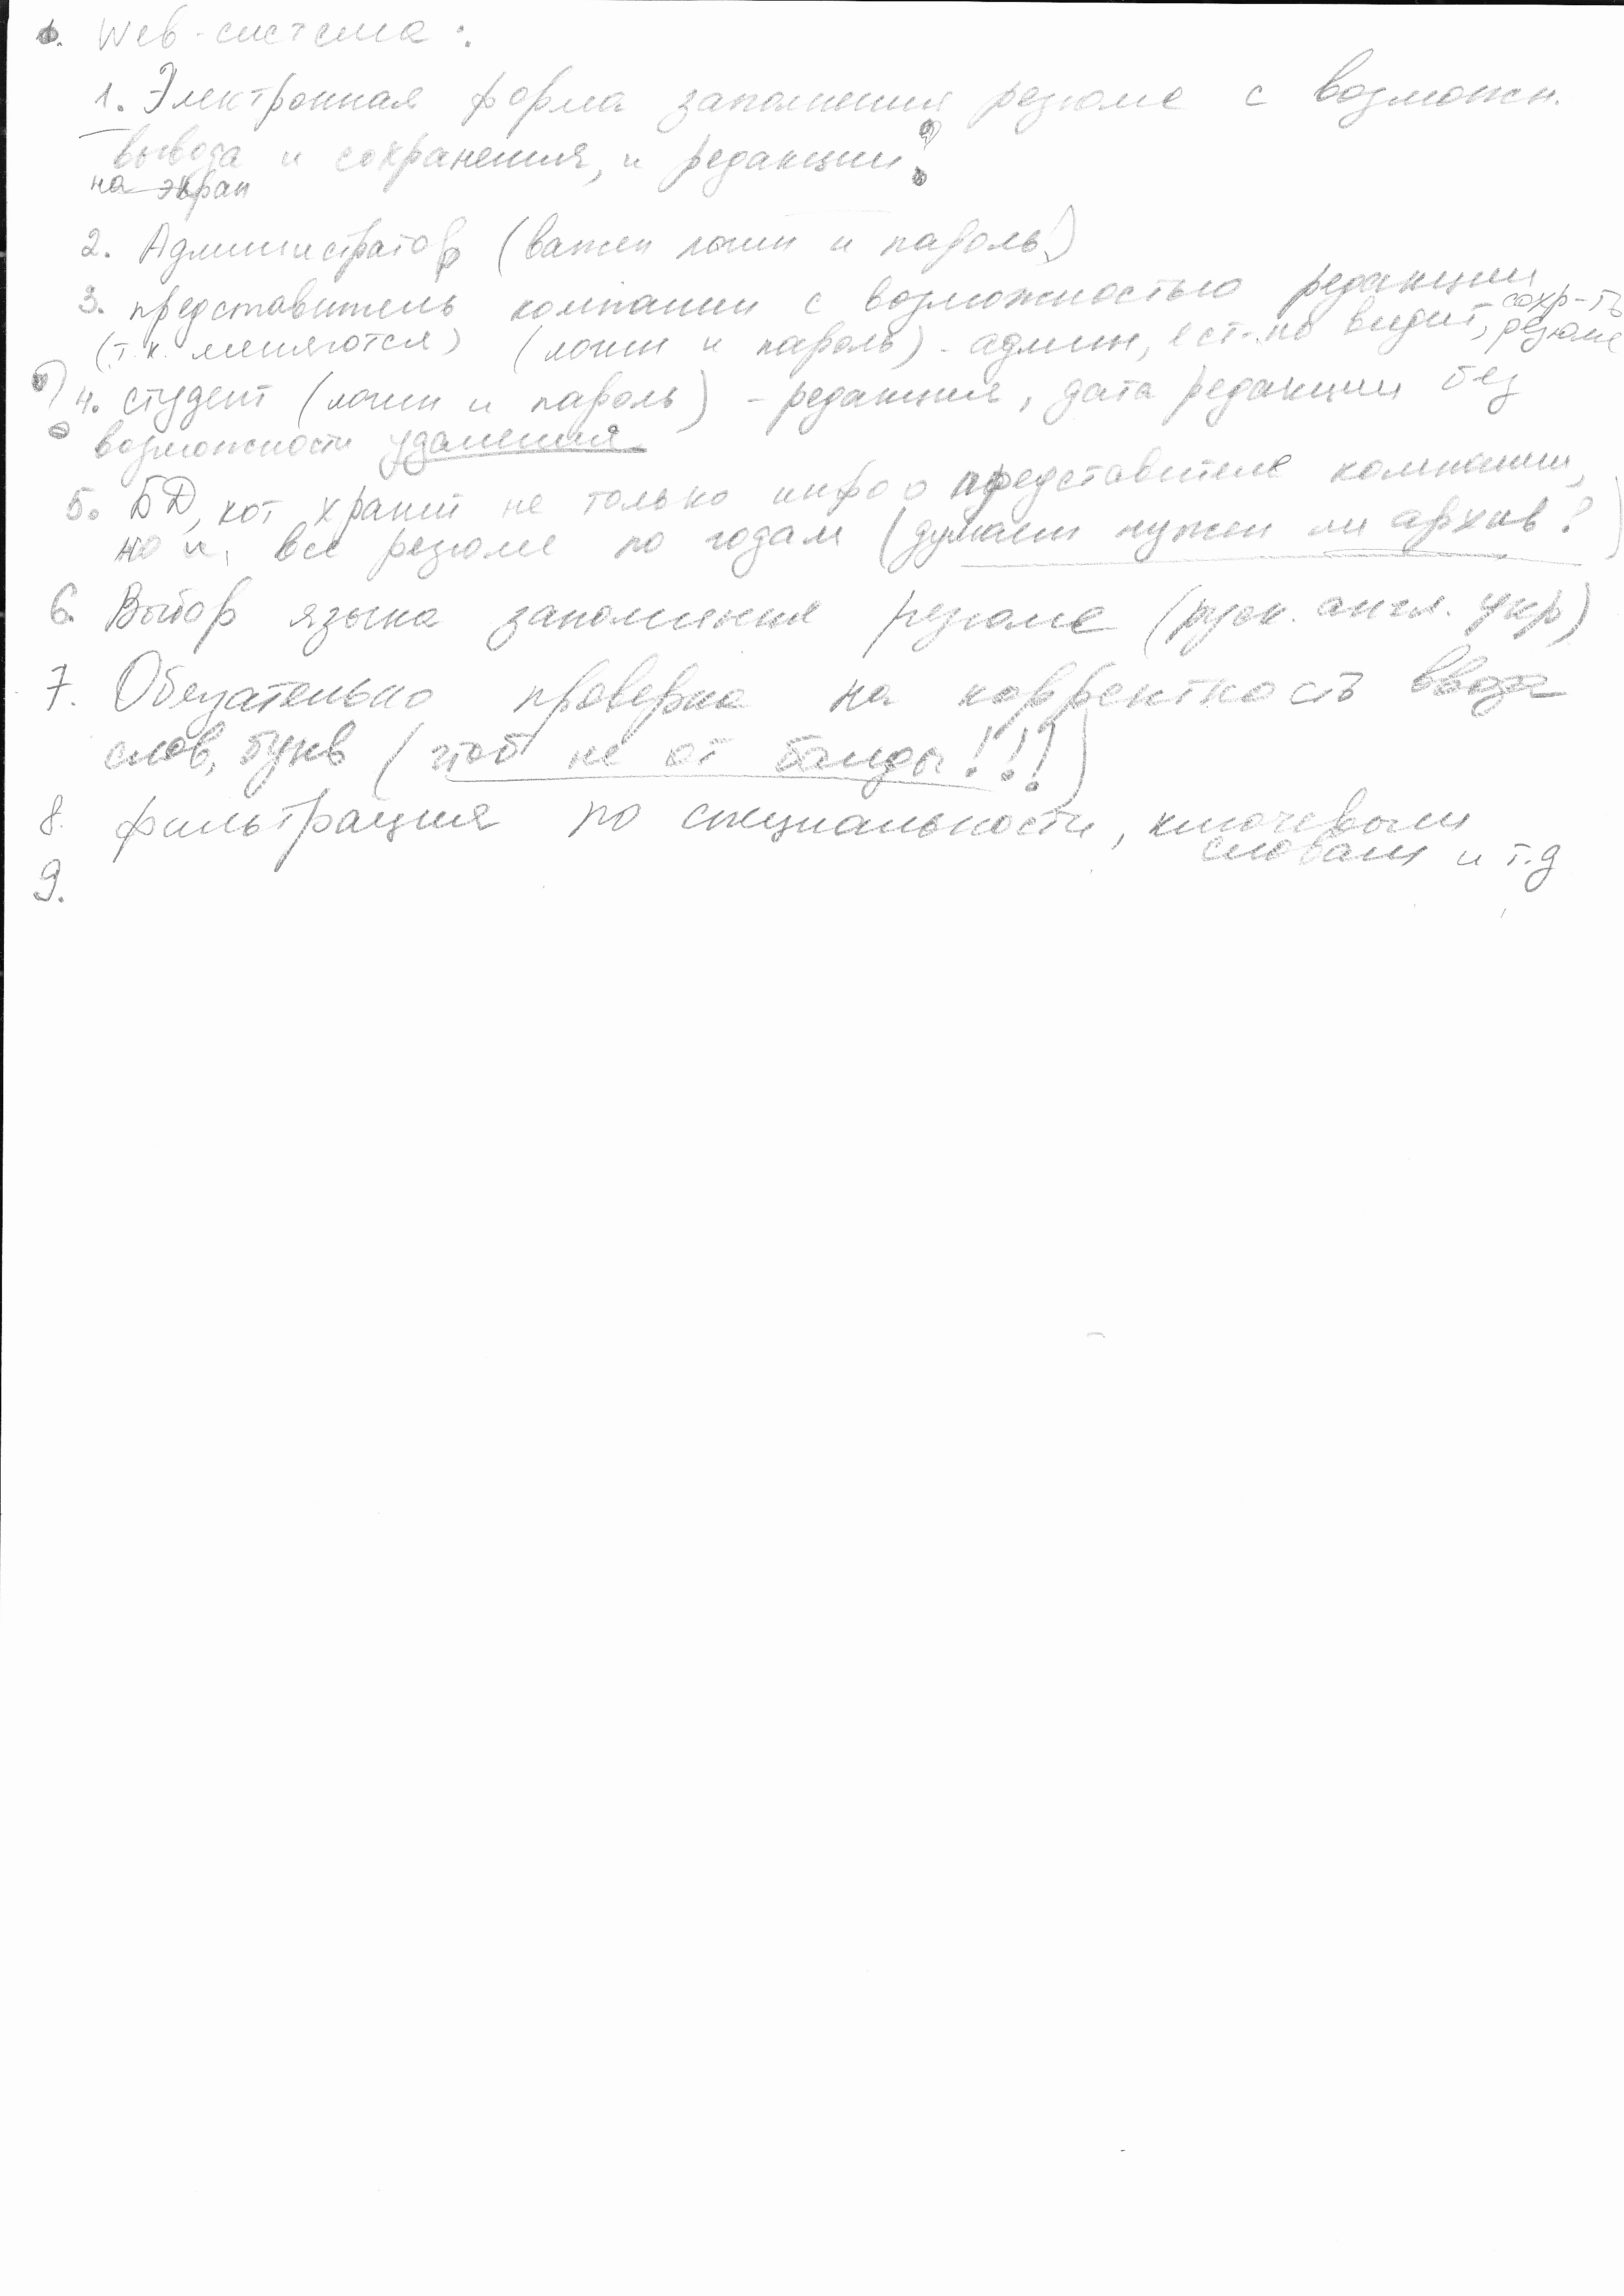 Web-система:
1. Электронная форма заполнения резюме с возможн.
вывода и сохранения, и редакции
на экран
2. Администратор (важен логин и пароль!)
3. представитель компании с возможностью редакции
(т.к. меняются) (логин и пароль) - админ, ест-но видит, сохр-ть резюме
4. студент (логин и пароль) - редакция, дата редакции без
возможности удаления
5. БД, кот хранит не только инфо о представителе компании,
но и, все резюме по годам (думаем нужен ли архив?)
6. Выбор языка заполнения резюме (руск. англ. укр)
7. Обязательно проверка на корректность ввода
слов, букв (чтоб не от балды!!!)
8. фильтрация по специальности, ключевым
словам и т.д
9.